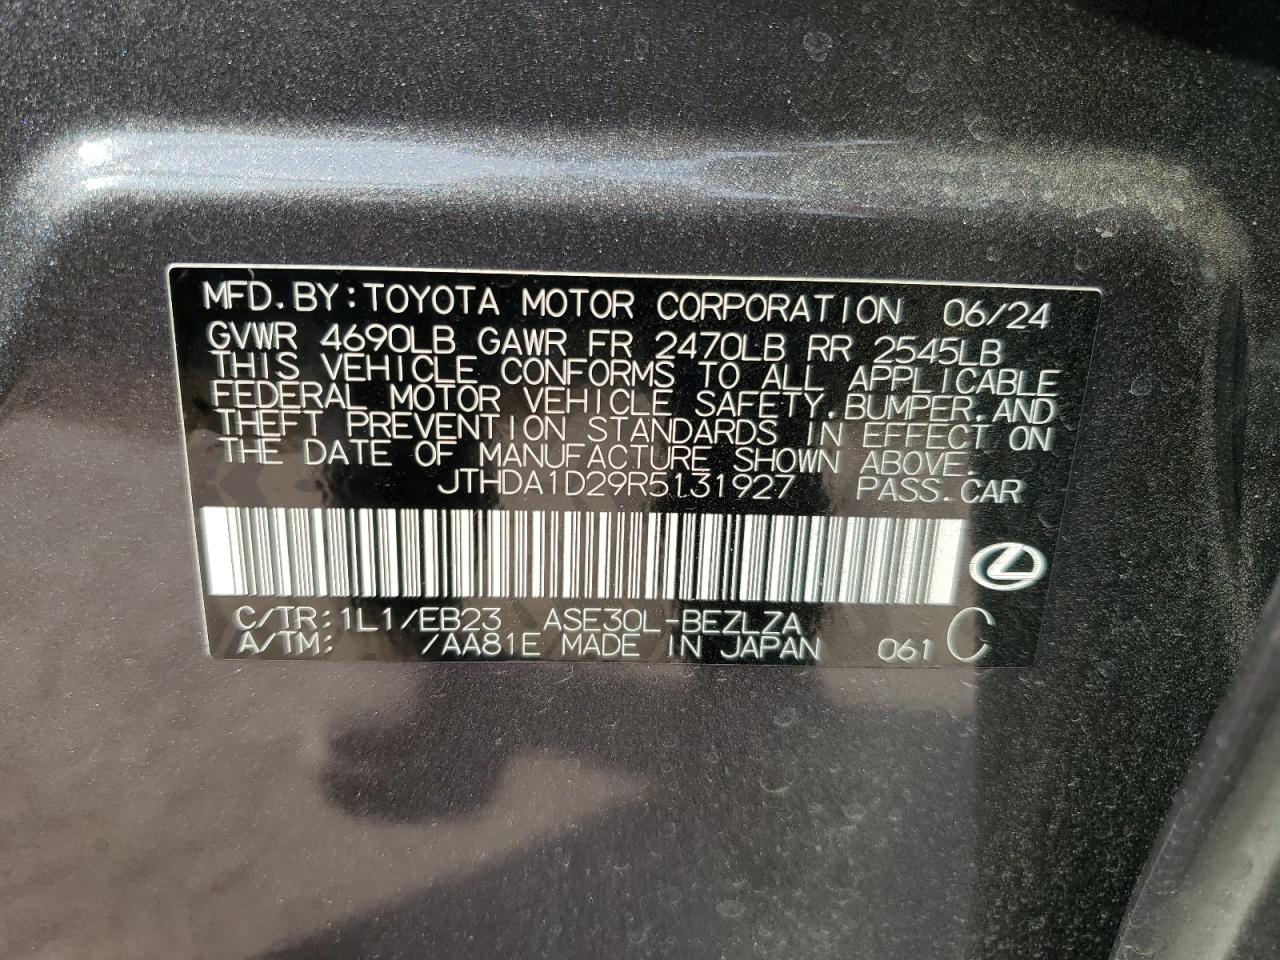 MFD.BY:TOYOTA MOTOR CORPORATION 06/24
GVWR 4690LB GAWR FR 2470LB RR 2545LB
THIS VEHICLE CONFORMS TO ALL APPLICABLE
FEDERAL MOTOR VEHICLE SAFETY,BUMPER,AND
THEFT PREVENTION STANDARDS IN EFFECT ON
THE DATE OF MANUFACTURE SHOWN ABOVE.
JTHDA1D29R5131927 PASS.CAR
C/TR:1L1/EB23 ASE30L-BEZLZA
A/TM: /AA81E MADE IN JAPAN 061 C